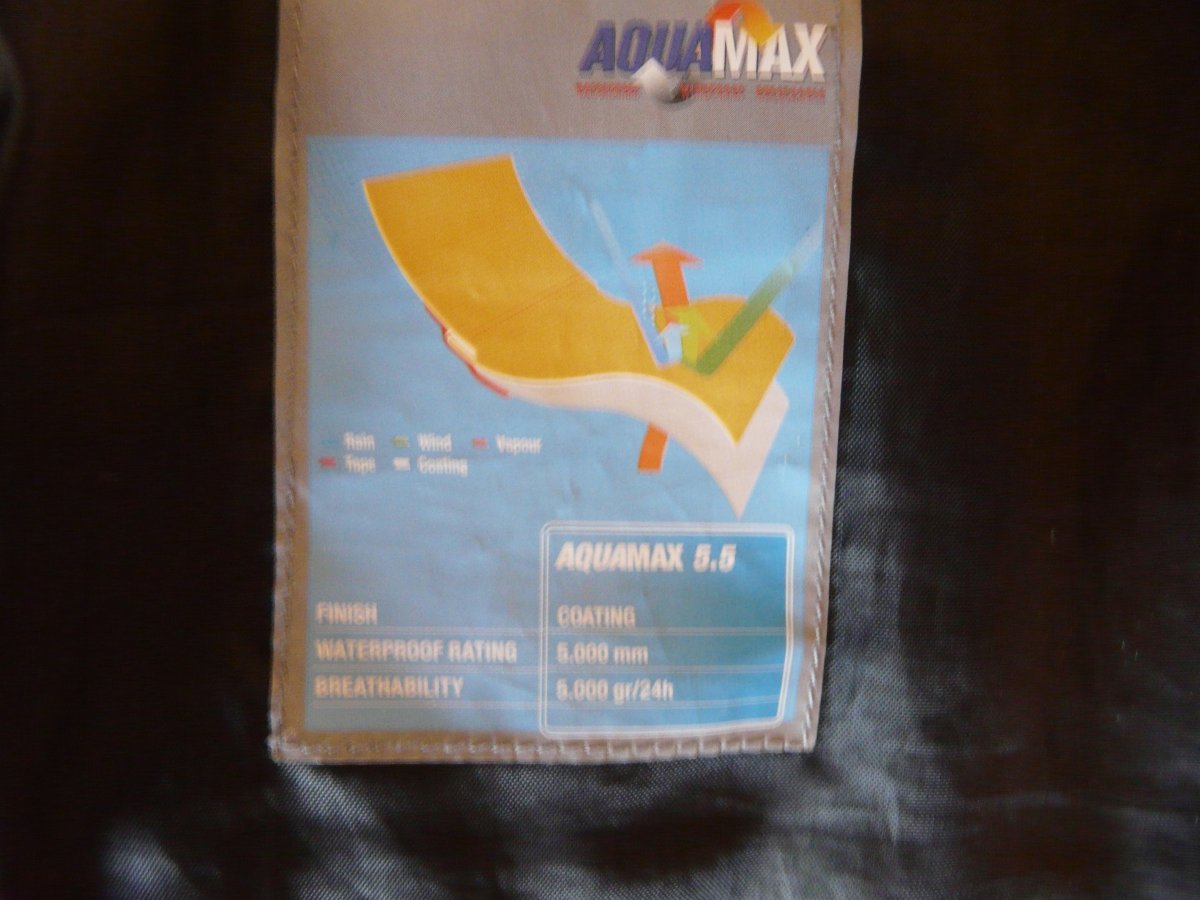 AQUAMAX
Rain Wind Vapour
Tape Coating
AQUAMAX 5.5
FINISH COATING
WATERPROOF RATING 5.000 mm
BREATHABILITY 5.000 gr/24h